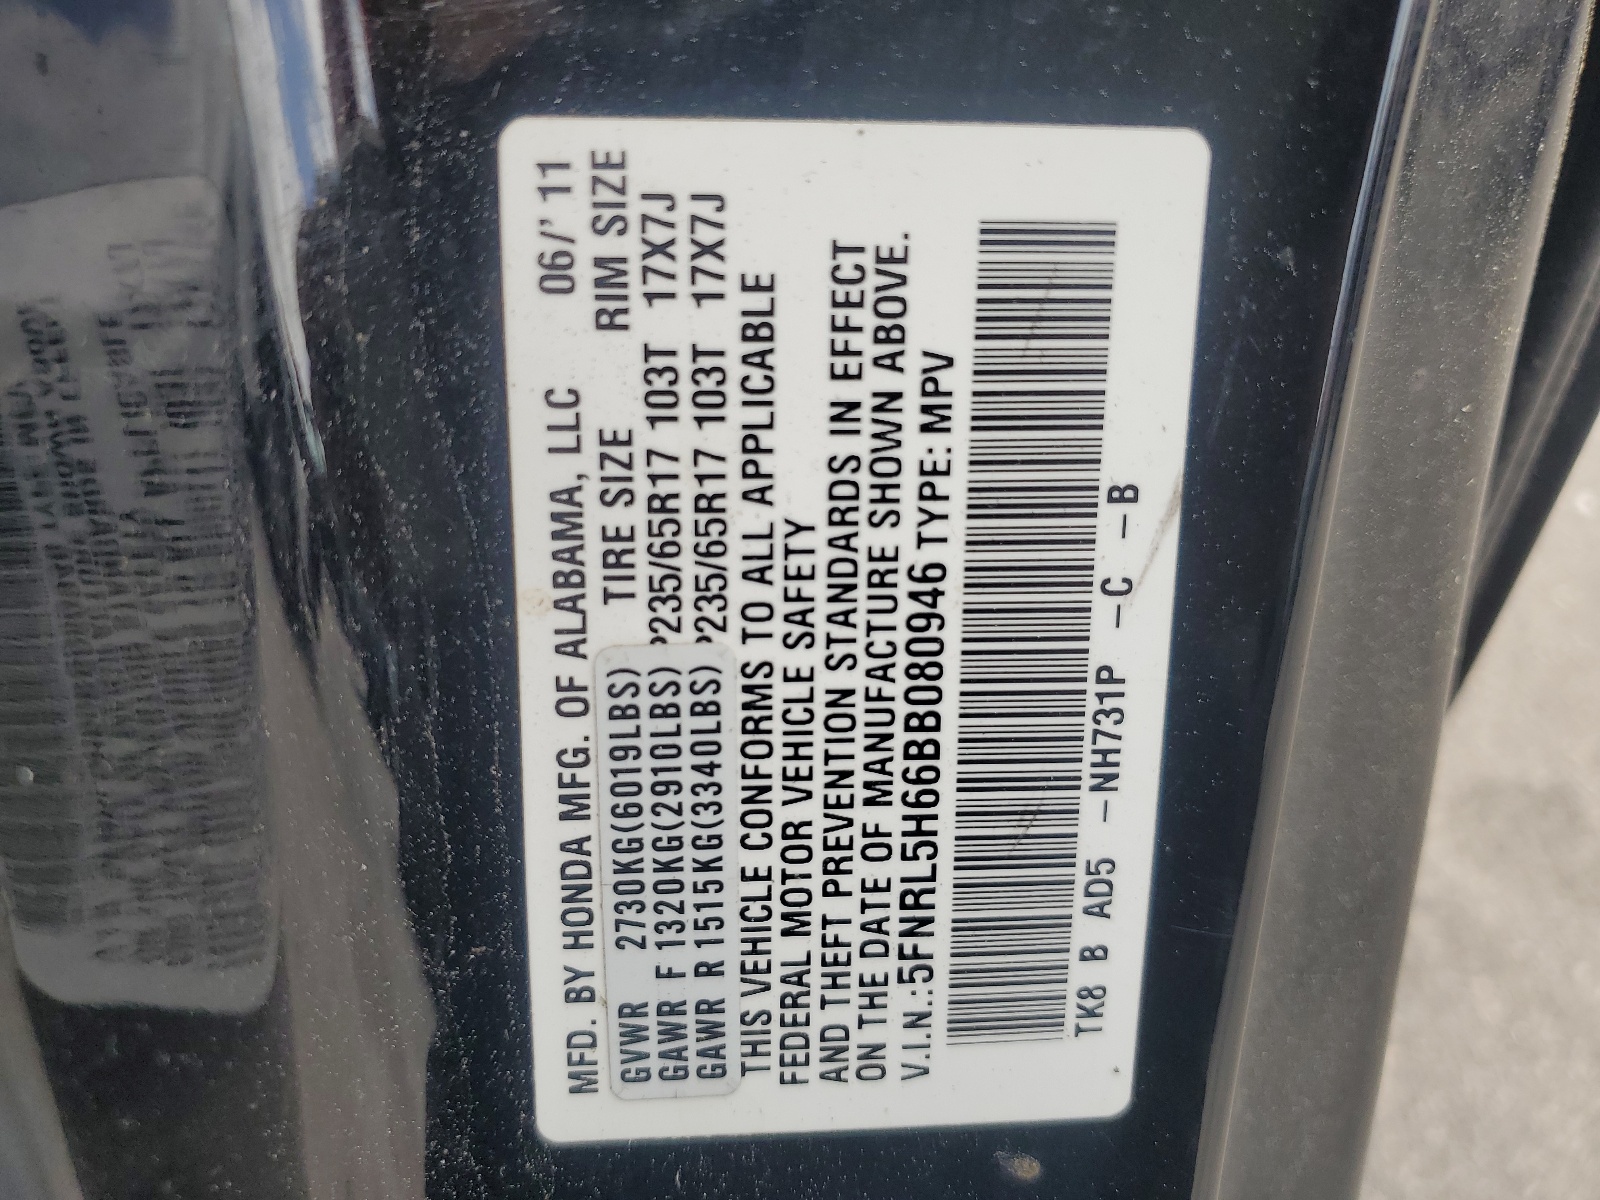 MFD. BY HONDA MFG. OF ALABAMA, LLC 06/' 11
TIRE SIZE RIM SIZE
GVWR 2730KG(6019LBS)
GAWR F 1320KG(2910LBS) P235/65R17 103T 17X7J
GAWR R 1515KG(3340LBS) P235/65R17 103T 17X7J
THIS VEHICLE CONFORMS TO ALL APPLICABLE
FEDERAL MOTOR VEHICLE SAFETY
AND THEFT PREVENTION STANDARDS IN EFFECT
ON THE DATE OF MANUFACTURE SHOWN ABOVE.
V.I.N.:5FNRL5H66BB080946 TYPE: MPV
TK8 B AD5 -NH731P -C -B